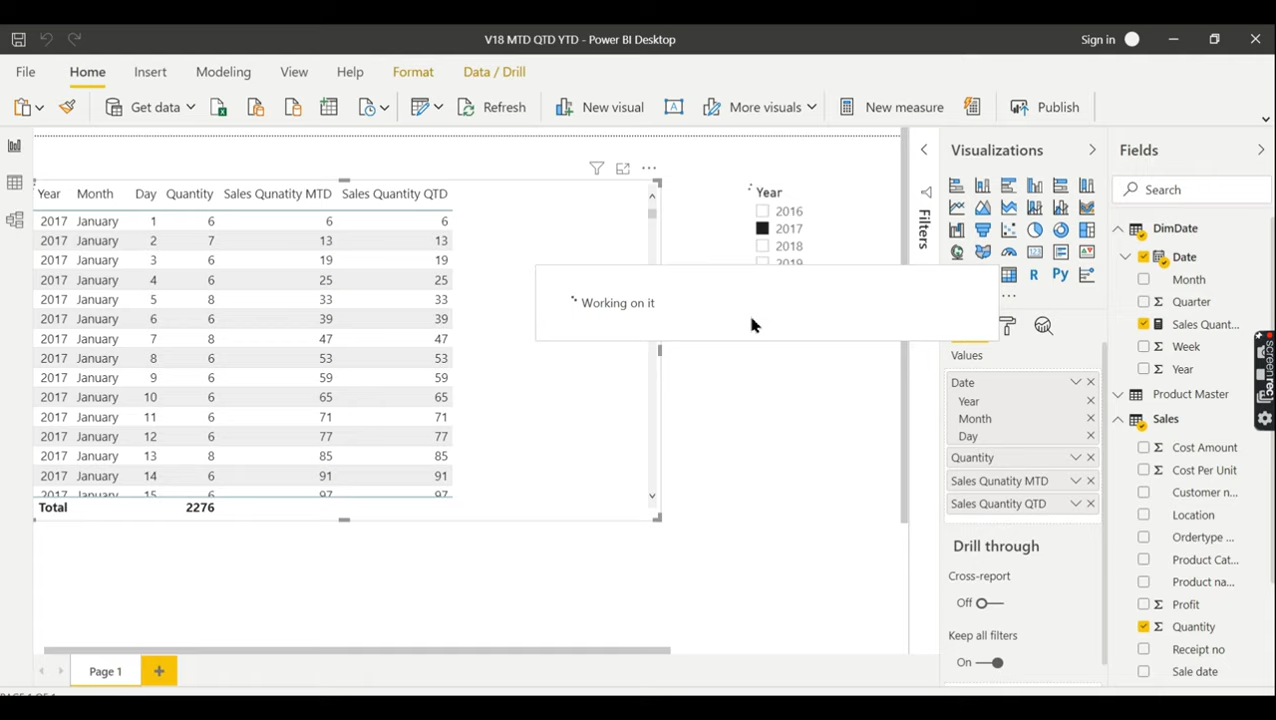 V18 MTD QTD YTD - Power BI Desktop
Sign in
File Home Insert Modeling View Help Format Data / Drill
Get data Refresh New visual More visuals New measure Publish
Year Month Day Quantity Sales Qunatity MTD Sales Quantity QTD
2017 January 1 6 6 6
2017 January 2 7 13 13
2017 January 3 6 19 19
2017 January 4 6 25 25
2017 January 5 8 33 33
2017 January 6 6 39 39
2017 January 7 8 47 47
2017 January 8 6 53 53
2017 January 9 6 59 59
2017 January 10 6 65 65
2017 January 11 6 71 71
2017 January 12 6 77 77
2017 January 13 8 85 85
2017 January 14 6 91 91
2017 January 15 6 97 97
Total 2276
Year
2016
2017
2018
2019
Working on it
Filters
Visualizations
R Py
Values
Date
Year
Month
Day
Quantity
Sales Qunatity MTD
Sales Quantity QTD
Drill through
Cross-report
Off
Keep all filters
On
Fields
Search
DimDate
Date
Month
Quarter
Sales Quant...
Week
Year
Product Master
Sales
Cost Amount
Cost Per Unit
Customer n...
Location
Ordertype ...
Product Cat...
Product na...
Profit
Quantity
Receipt no
Sale date
screenrec
Page 1